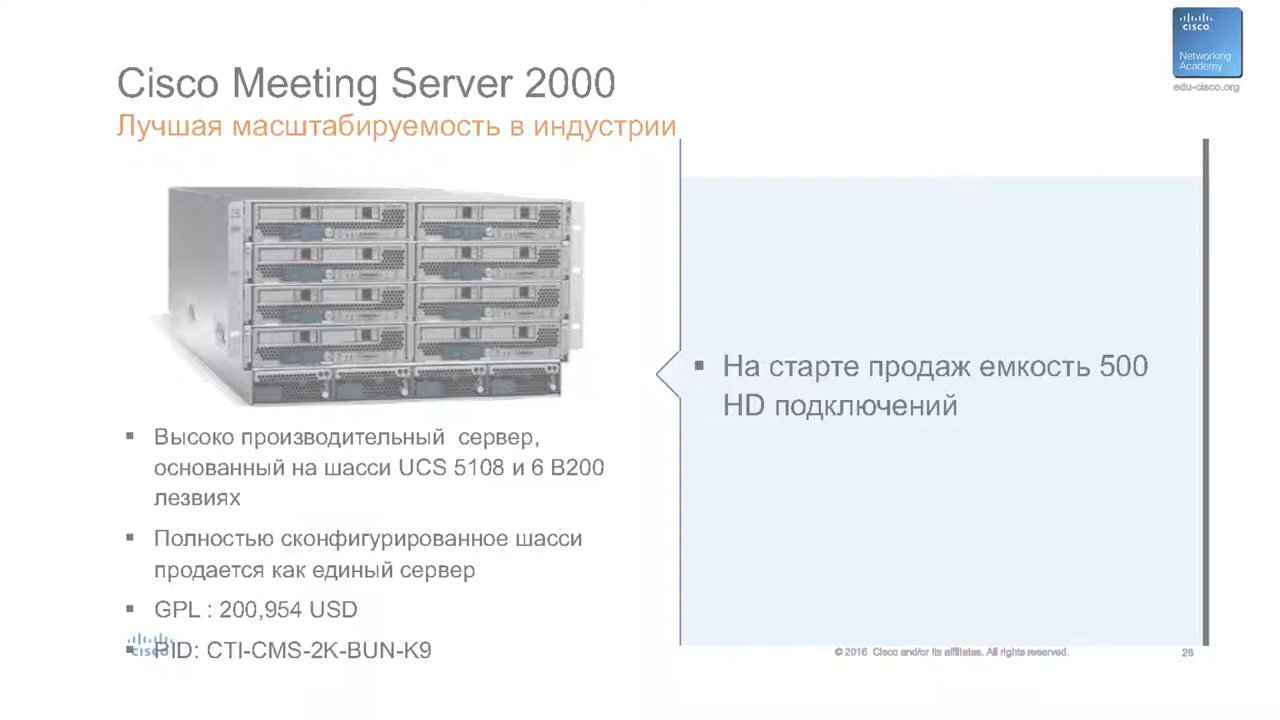 cisco
Networking
Academy
edu-cisco.org
Cisco Meeting Server 2000
Лучшая масштабируемость в индустрии
▪ Высоко производительный сервер,
основанный на шасси UCS 5108 и 6 B200
лезвиях
▪ Полностью сконфигурированное шасси
продается как единый сервер
▪ GPL : 200,954 USD
▪ PID: CTI-CMS-2K-BUN-K9
cisco
▪ На старте продаж емкость 500
HD подключений
© 2016 Cisco and/or its affiliates. All rights reserved.
26